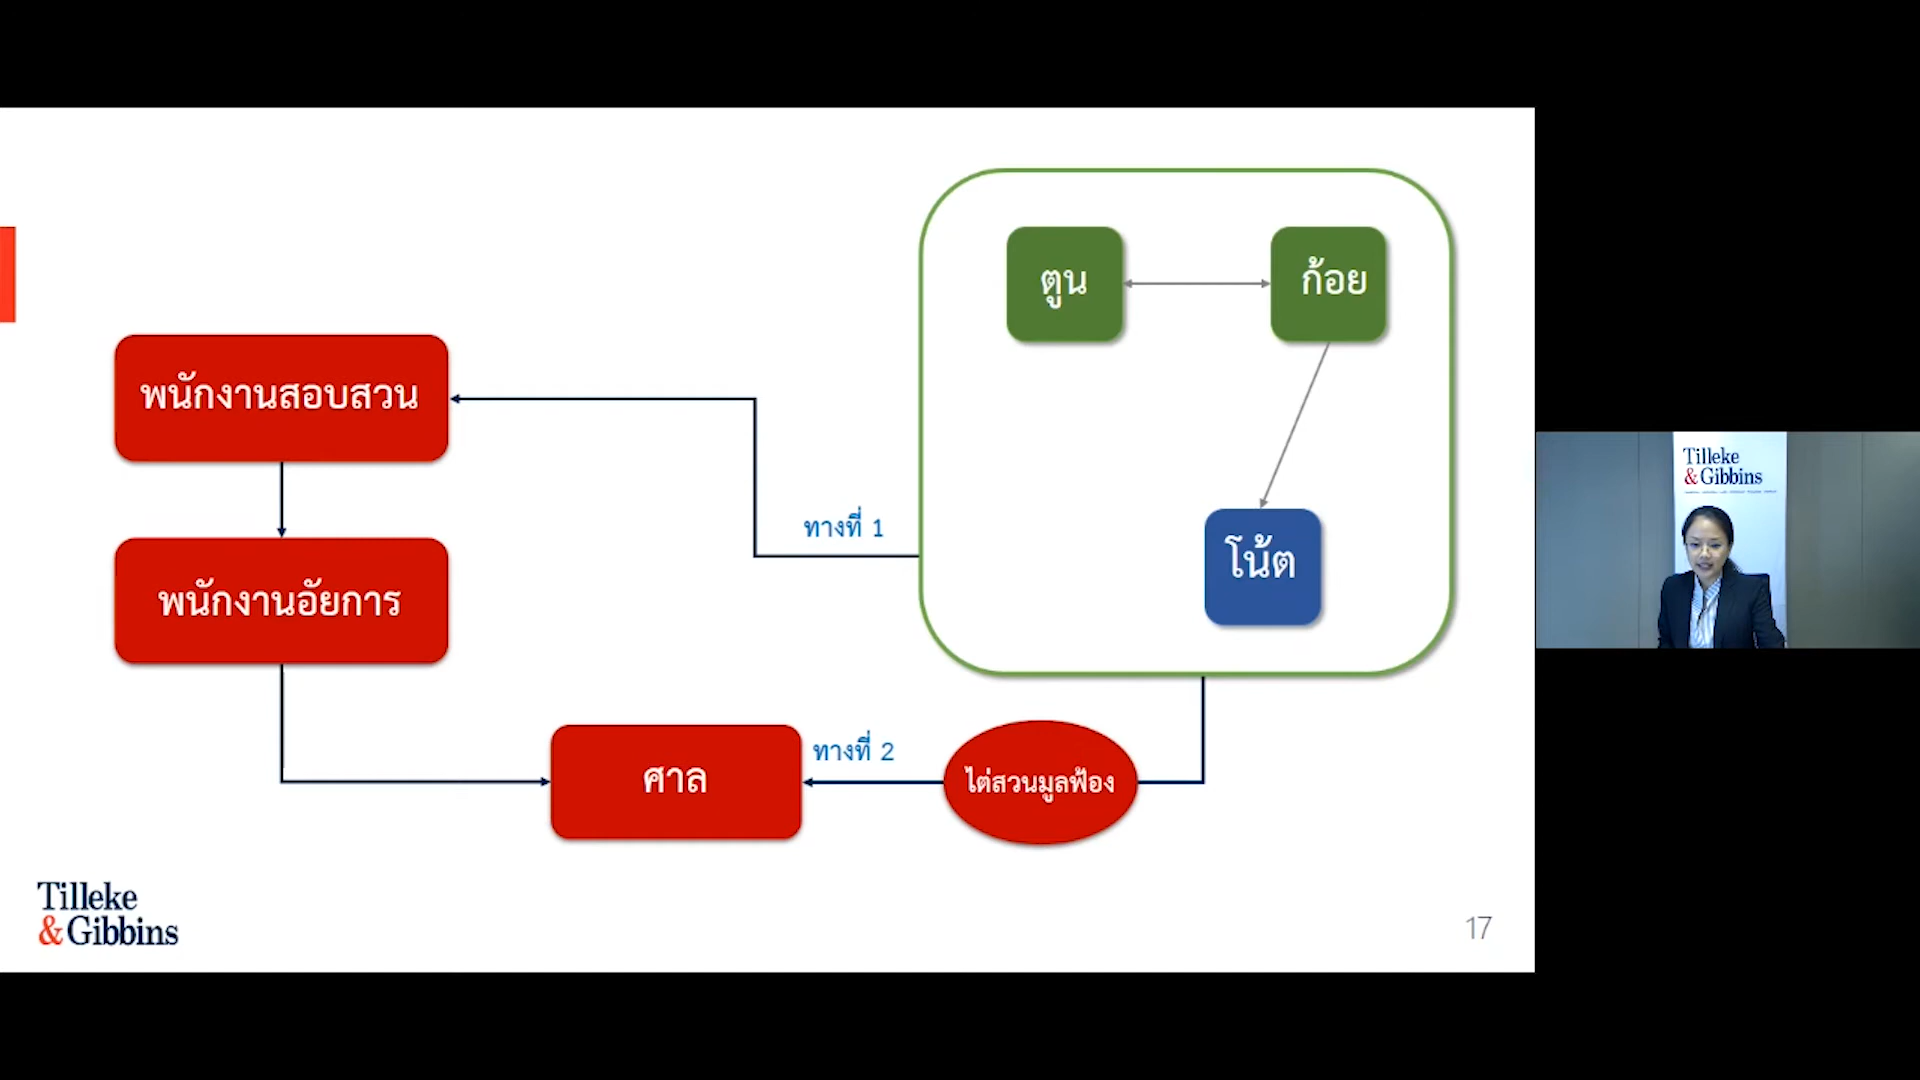 ตูน
ก้อย
พนักงานสอบสวน
ทางที่ 1
โน้ต
พนักงานอัยการ
ศาล
ทางที่ 2
ไต่สวนมูลฟ้อง
Tilleke
& Gibbins
17
Tilleke
& Gibbins